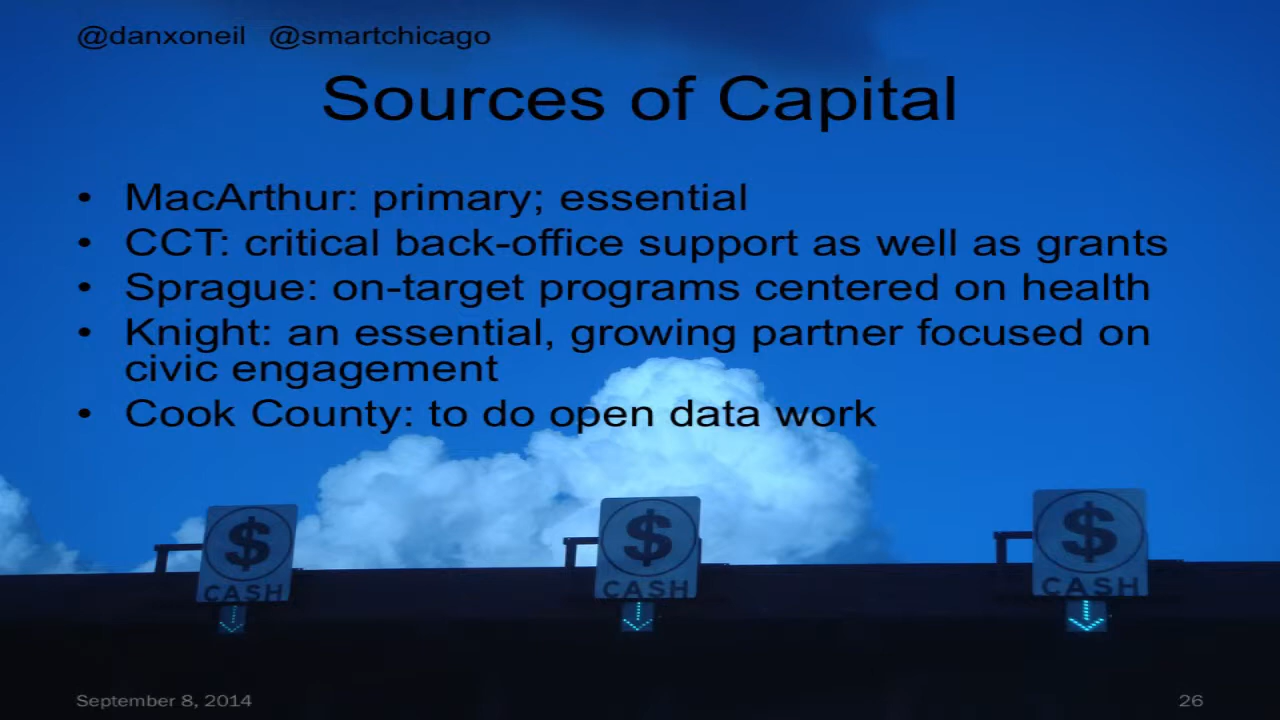 @danxoneil @smartchicago
Sources of Capital
• MacArthur: primary; essential
• CCT: critical back-office support as well as grants
• Sprague: on-target programs centered on health
• Knight: an essential, growing partner focused on
civic engagement
• Cook County: to do open data work
$ $ $
CASH CASH CASH
September 8, 2014 26